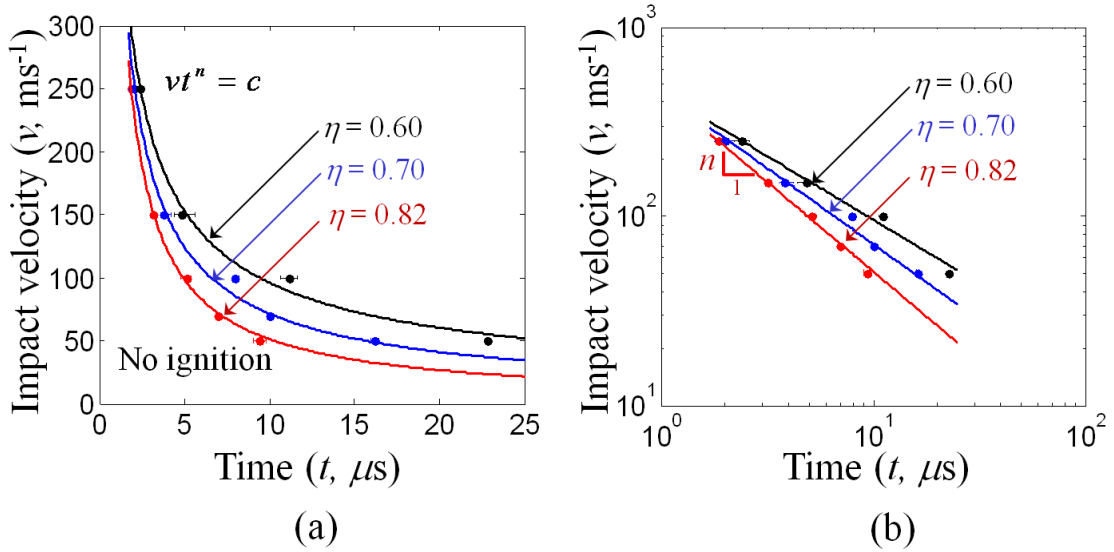 300
250
200
150
100
50
0
0 5 10 15 20 25
Impact velocity (v, ms⁻¹)
Time (t, μs)
vtⁿ = c
η = 0.60
η = 0.70
η = 0.82
No ignition
(a)
10³
10²
10¹
10⁰ 10¹ 10²
Impact velocity (v, ms⁻¹)
Time (t, μs)
η = 0.60
η = 0.70
η = 0.82
n
1
(b)